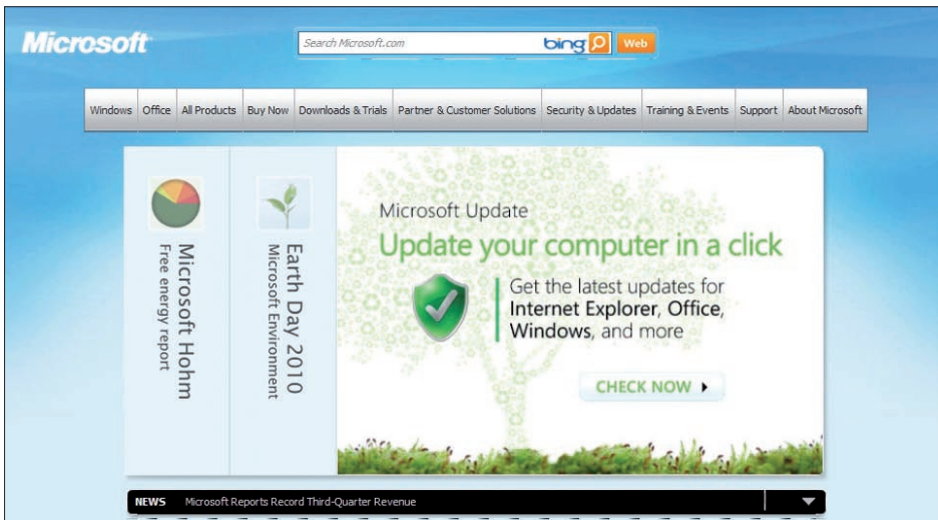 Microsoft
Search Microsoft.com bing Web
Windows Office All Products Buy Now Downloads & Trials Partner & Customer Solutions Security & Updates Training & Events Support About Microsoft
Microsoft Hohm
Free energy report
Earth Day 2010
Microsoft Environment
Microsoft Update
Update your computer in a click
Get the latest updates for
Internet Explorer, Office,
Windows, and more
CHECK NOW
NEWS Microsoft Reports Record Third-Quarter Revenue